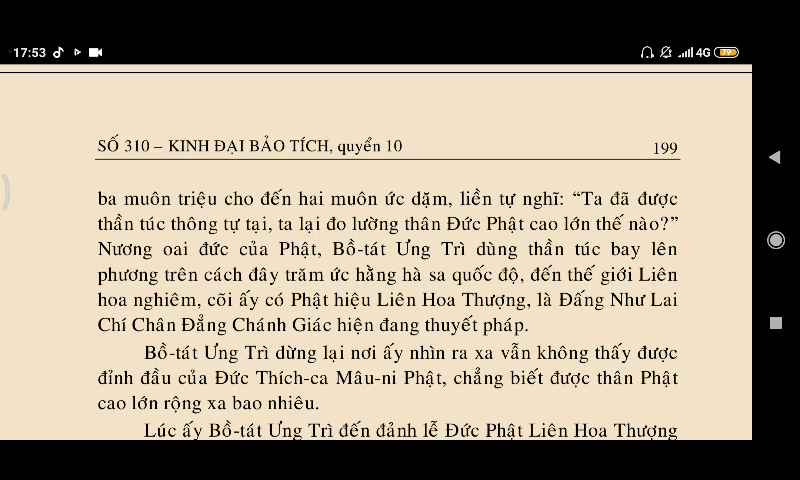 17:53
4G 79
SỐ 310 – KINH ĐẠI BẢO TÍCH, quyển 10 199
ba muôn triệu cho đến hai muôn ức dặm, liền tự nghĩ: “Ta đã được
thần túc thông tự tại, ta lại đo lường thân Đức Phật cao lớn thế nào?”
Nương oai đức của Phật, Bồ-tát Ưng Trì dùng thần túc bay lên
phương trên cách đây trăm ức hằng hà sa quốc độ, đến thế giới Liên
hoa nghiêm, cõi ấy có Phật hiệu Liên Hoa Thượng, là Đấng Như Lai
Chí Chân Đẳng Chánh Giác hiện đang thuyết pháp.
Bồ-tát Ưng Trì dừng lại nơi ấy nhìn ra xa vẫn không thấy được
đỉnh đầu của Đức Thích-ca Mâu-ni Phật, chẳng biết được thân Phật
cao lớn rộng xa bao nhiêu.
Lúc ấy Bồ-tát Ưng Trì đến đảnh lễ Đức Phật Liên Hoa Thượng